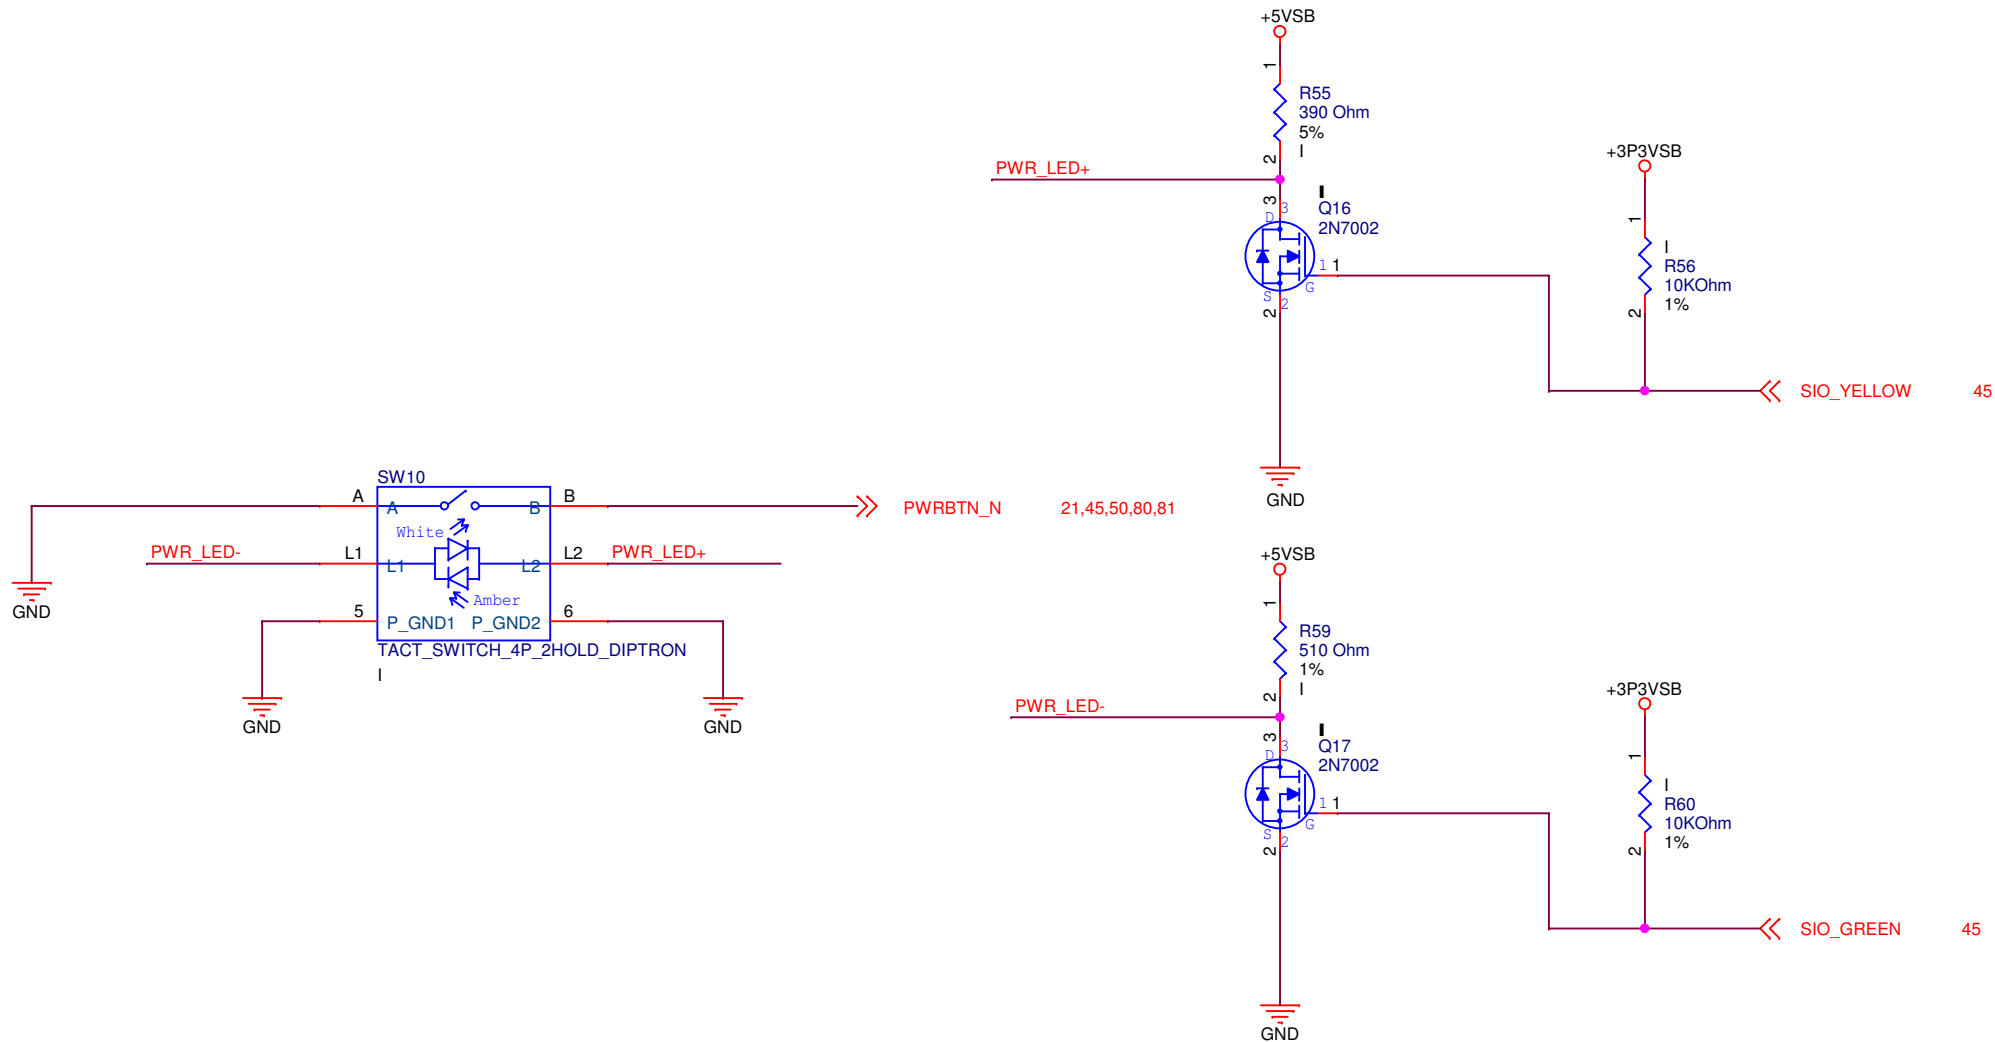 +5VSB
1
R55
390 Ohm
5%
I
2
PWR_LED+
+3P3VSB
1
I
R56
10KOhm
1%
2
I
Q16
2N7002
3
3
D
1
1
G
S
2
2
SIO_YELLOW
45
GND
SW10
A
A
B
B
PWRBTN_N
21,45,50,80,81
White
PWR_LED-
L1
L1
L2
L2
PWR_LED+
Amber
5
P_GND1
P_GND2
6
TACT_SWITCH_4P_2HOLD_DIPTRON
I
GND
GND
GND
+5VSB
1
R59
510 Ohm
1%
I
2
PWR_LED-
+3P3VSB
1
I
R60
10KOhm
1%
2
I
Q17
2N7002
3
3
D
1
1
G
S
2
2
SIO_GREEN
45
GND